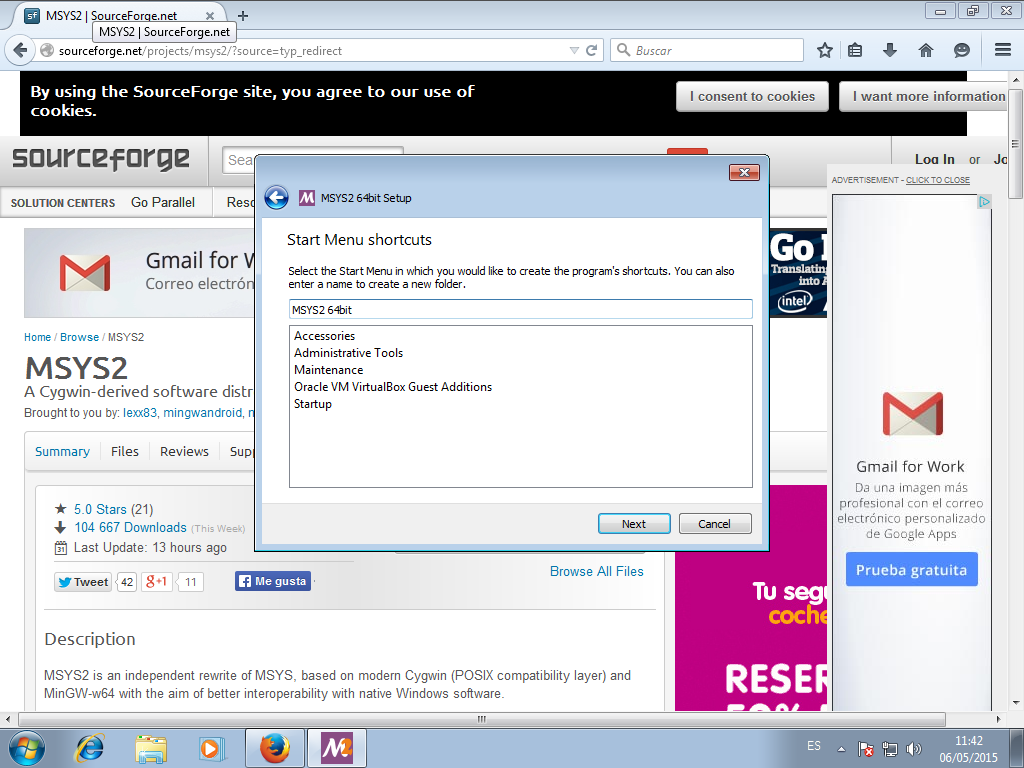 MSYS2 | SourceForge.net
MSYS2 | SourceForge.net
sourceforge.net/projects/msys2/?source=typ_redirect
Buscar
By using the SourceForge site, you agree to our use of
cookies.
I consent to cookies
I want more information
sourceforge
Sea
Log In or Jo
SOLUTION CENTERS
Go Parallel
Reso
ADVERTISEMENT - CLICK TO CLOSE
Gmail for W
Correo electrón
Go
Translating
into
intel
MSYS2 64bit Setup
Start Menu shortcuts
Select the Start Menu in which you would like to create the program's shortcuts. You can also
enter a name to create a new folder.
MSYS2 64bit
Accessories
Administrative Tools
Maintenance
Oracle VM VirtualBox Guest Additions
Startup
Next
Cancel
Home / Browse / MSYS2
MSYS2
A Cygwin-derived software distr
Brought to you by: lexx83, mingwandroid, n
Summary
Files
Reviews
Supp
5.0 Stars (21)
104 667 Downloads (This Week)
31
Last Update: 13 hours ago
Tweet
42
g+1
11
Me gusta
Browse All Files
Description
MSYS2 is an independent rewrite of MSYS, based on modern Cygwin (POSIX compatibility layer) and
MinGW-w64 with the aim of better interoperability with native Windows software.
Tu segu
coche
RESER
50%
Gmail for Work
Da una imagen más
profesional con el correo
electrónico personalizado
de Google Apps
Prueba gratuita
ES
11:42
06/05/2015